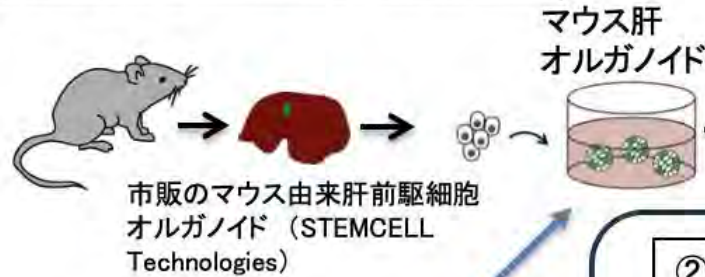 マウス肝
オルガノイド
市販のマウス由来肝前駆細胞
オルガノイド （STEMCELL
Technologies）
②